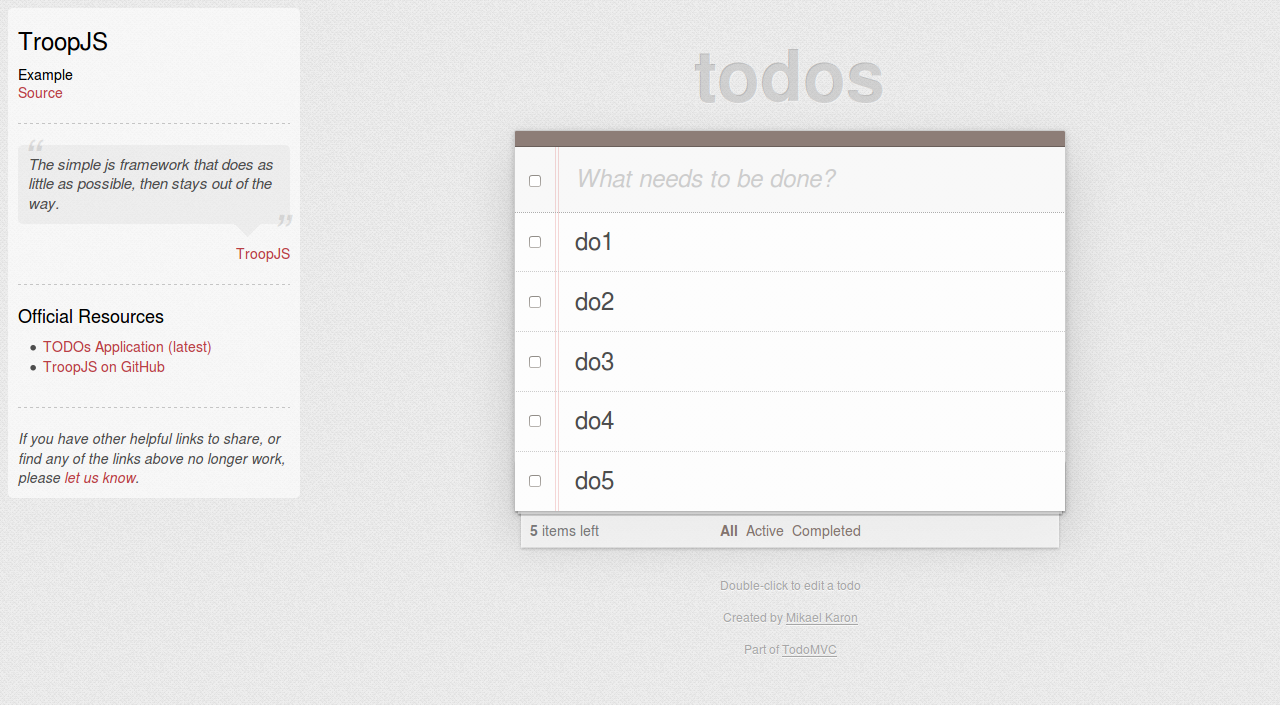 TroopJS
Example
Source
“
The simple js framework that does as
little as possible, then stays out of the
way.
”
TroopJS
Official Resources
• TODOs Application (latest)
• TroopJS on GitHub
If you have other helpful links to share, or
find any of the links above no longer work,
please let us know.
todos
What needs to be done?
do1
do2
do3
do4
do5
5 items left All Active Completed
Double-click to edit a todo
Created by Mikael Karon
Part of TodoMVC